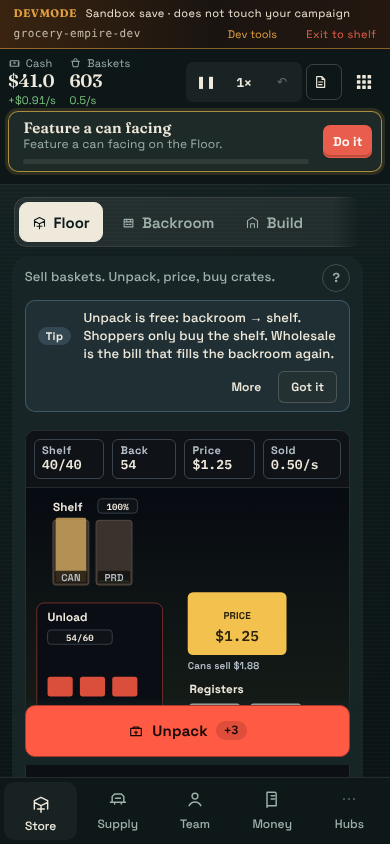 DEVMODE Sandbox save · does not touch your campaign
grocery-empire-dev Dev tools Exit to shelf
Cash Baskets
$41.0 603
+$0.91/s 0.5/s
1×
Feature a can facing
Feature a can facing on the Floor.
Do it
Floor Backroom Build
Sell baskets. Unpack, price, buy crates.
?
Tip
Unpack is free: backroom → shelf.
Shoppers only buy the shelf. Wholesale
is the bill that fills the backroom again.
More Got it
Shelf Back Price Sold
40/40 54 $1.25 0.50/s
Shelf 100%
CAN PRD
Unload
54/60
PRICE
$1.25
Cans sell $1.88
Registers
Unpack +3
Store Supply Team Money Hubs